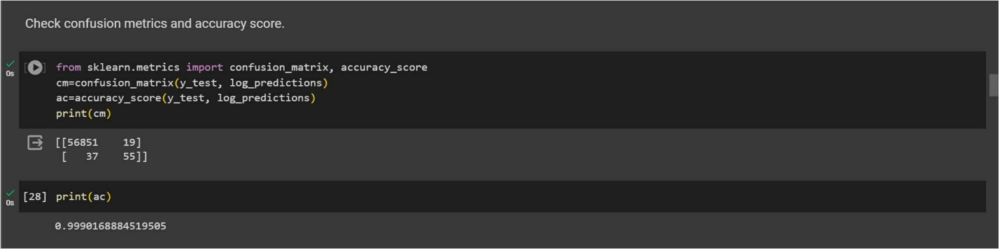 Check confusion metrics and accuracy score.
from sklearn.metrics import confusion_matrix, accuracy_score
0s
cm=confusion_matrix(y_test, log_predictions)
ac=accuracy_score(y_test, log_predictions)
print(cm)
[[56851    19]
 [   37    55]]
[28] print(ac)
0s
0.9990168884519505